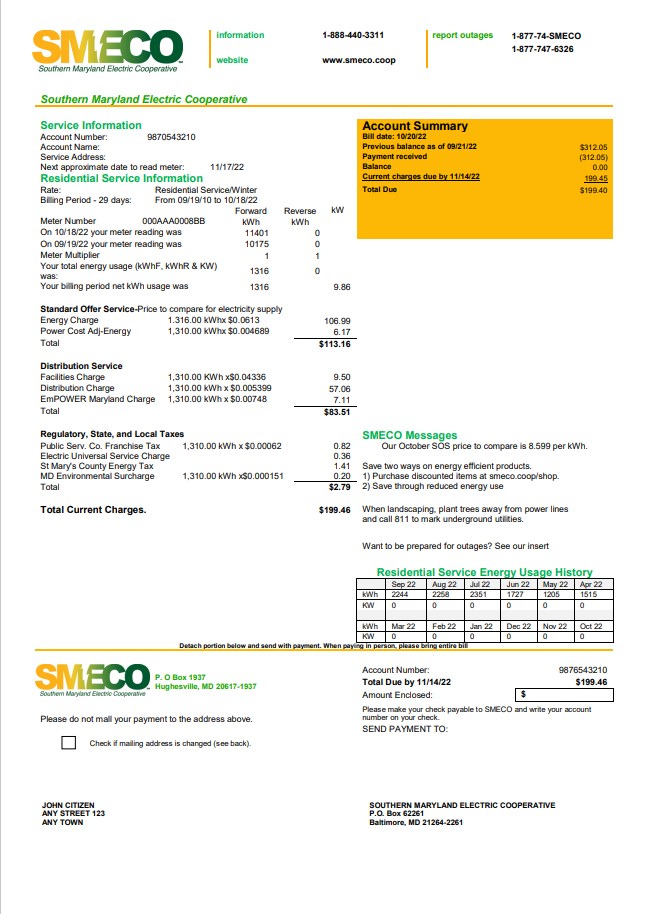 SMECO
Southern Maryland Electric Cooperative
information 1-888-440-3311 report outages 1-877-74-SMECO
1-877-747-6326
website www.smeco.coop
Southern Maryland Electric Cooperative
Service Information
Account Number: 9870543210
Account Name:
Service Address:
Next approximate date to read meter: 11/17/22
Account Summary
Bill date: 10/20/22
Previous balance as of 09/21/22 $312.05
Payment received (312.05)
Balance 0.00
Current charges due by 11/14/22 199.45
Total Due $199.40
Residential Service Information
Rate: Residential Service/Winter
Billing Period - 29 days: From 09/19/10 to 10/18/22
Forward Reverse kW
Meter Number 000AAA0008BB kWh kWh
On 10/18/22 your meter reading was 11401 0
On 09/19/22 your meter reading was 10175 0
Meter Multiplier 1 1
Your total energy usage (kWhF, kWhR & KW)
was: 1316 0
Your billing period net kWh usage was 1316 9.86
Standard Offer Service-Price to compare for electricity supply
Energy Charge 1.316.00 kWhx $0.0613 106.99
Power Cost Adj-Energy 1,310.00 kWhx $0.004689 6.17
Total $113.16
Distribution Service
Facilities Charge 1,310.00 KWh x$0.04336 9.50
Distribution Charge 1,310.00 kWh x$0.005399 57.06
EmPOWER Maryland Charge 1,310.00 kWh x $0.00748 7.11
Total $83.51
Regulatory, State, and Local Taxes
Public Serv. Co. Franchise Tax 1,310.00 kWh x $0.00062 0.82
Electric Universal Service Charge 0.36
St Mary's County Energy Tax 1.41
MD Environmental Surcharge 1,310.00 kWh x$0.000151 0.20
Total $2.79
Total Current Charges. $199.46
SMECO Messages
Our October SOS price to compare is 8.599 per kWh.
Save two ways on energy efficient products.
1) Purchase discounted items at smeco.coop/shop.
2) Save through reduced energy use
When landscaping, plant trees away from power lines
and call 811 to mark underground utilities.
Want to be prepared for outages? See our insert
Residential Service Energy Usage History
Sep 22 Aug 22 Jul 22 Jun 22 May 22 Apr 22
kWh 2244 2258 2351 1727 1205 1515
KW 0 0 0 0 0 0
kWh Mar 22 Feb 22 Jan 22 Dec 22 Nov 22 Oct 22
KW 0 0 0 0 0 0
Detach portion below and send with payment. When paying in person, please bring entire bill
SMECO
Southern Maryland Electric Cooperative
P. O Box 1937
Hughesville, MD 20617-1937
Account Number: 9876543210
Total Due by 11/14/22 $199.46
Amount Enclosed: $
Please make your check payable to SMECO and write your account
number on your check.
SEND PAYMENT TO:
Please do not mall your payment to the address above.
Check if mailing address is changed (see back).
JOHN CITIZEN
ANY STREET 123
ANY TOWN
SOUTHERN MARYLAND ELECTRIC COOPERATIVE
P.O. Box 62261
Baltimore, MD 21264-2261